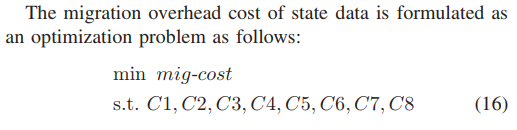 The migration overhead cost of state data is formulated as
an optimization problem as follows:
min mig-cost
s.t. C1, C2, C3, C4, C5, C6, C7, C8 (16)